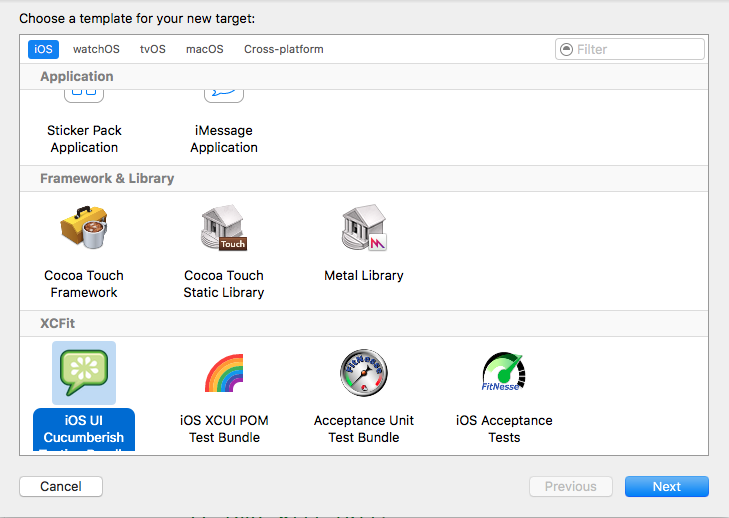 Choose a template for your new target:
iOS watchOS tvOS macOS Cross-platform Filter
Application
Sticker Pack
Application
iMessage
Application
Framework & Library
Touch
Cocoa Touch
Framework
Cocoa Touch
Static Library
Metal Library
XCFit
FitNesse
FitNesse
iOS UI
Cucumberish
iOS XCUI POM
Test Bundle
Acceptance Unit
Test Bundle
iOS Acceptance
Tests
Cancel Previous Next